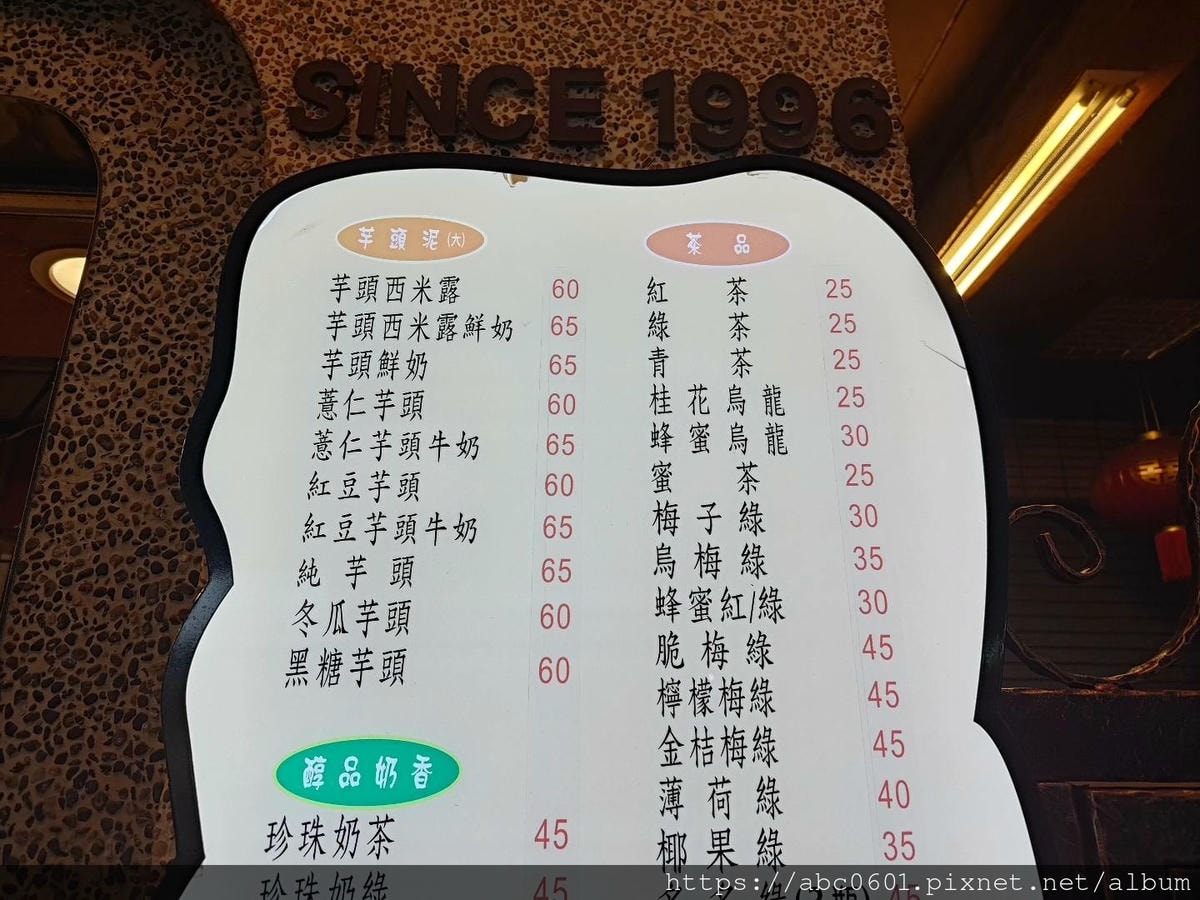 SINCE 1996
芋頭泥(大)
芋頭西米露 60
芋頭西米露鮮奶 65
芋頭鮮奶 65
薏仁芋頭 60
薏仁芋頭牛奶 65
紅豆芋頭 60
紅豆芋頭牛奶 65
純芋頭 65
冬瓜芋頭 60
黑糖芋頭 60
醇品奶香
珍珠奶茶 45
珍珠奶綠 45
茶品
紅茶 25
綠茶 25
青茶 25
桂花烏龍 25
蜂蜜烏龍 30
蜜茶 25
梅子綠 30
烏梅綠 35
蜂蜜紅/綠 30
脆梅綠 45
檸檬梅綠 45
金桔梅綠 45
薄荷綠 40
椰果綠 35
多多綠(2瓶) 45
https://abc0601.pixnet.net/album